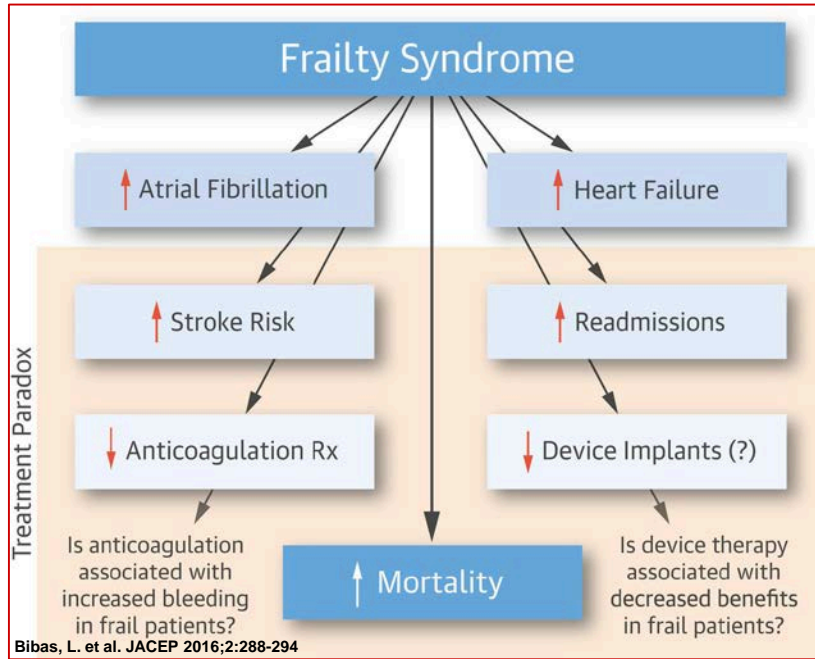 Frailty Syndrome
↑ Atrial Fibrillation
↑ Heart Failure
↑ Stroke Risk
↑ Readmissions
Treatment Paradox
↓ Anticoagulation Rx
↓ Device Implants (?)
Is anticoagulation
associated with
increased bleeding
in frail patients?
↑ Mortality
Is device therapy
associated with
decreased benefits
in frail patients?
Bibas, L. et al. JACEP 2016;2:288-294